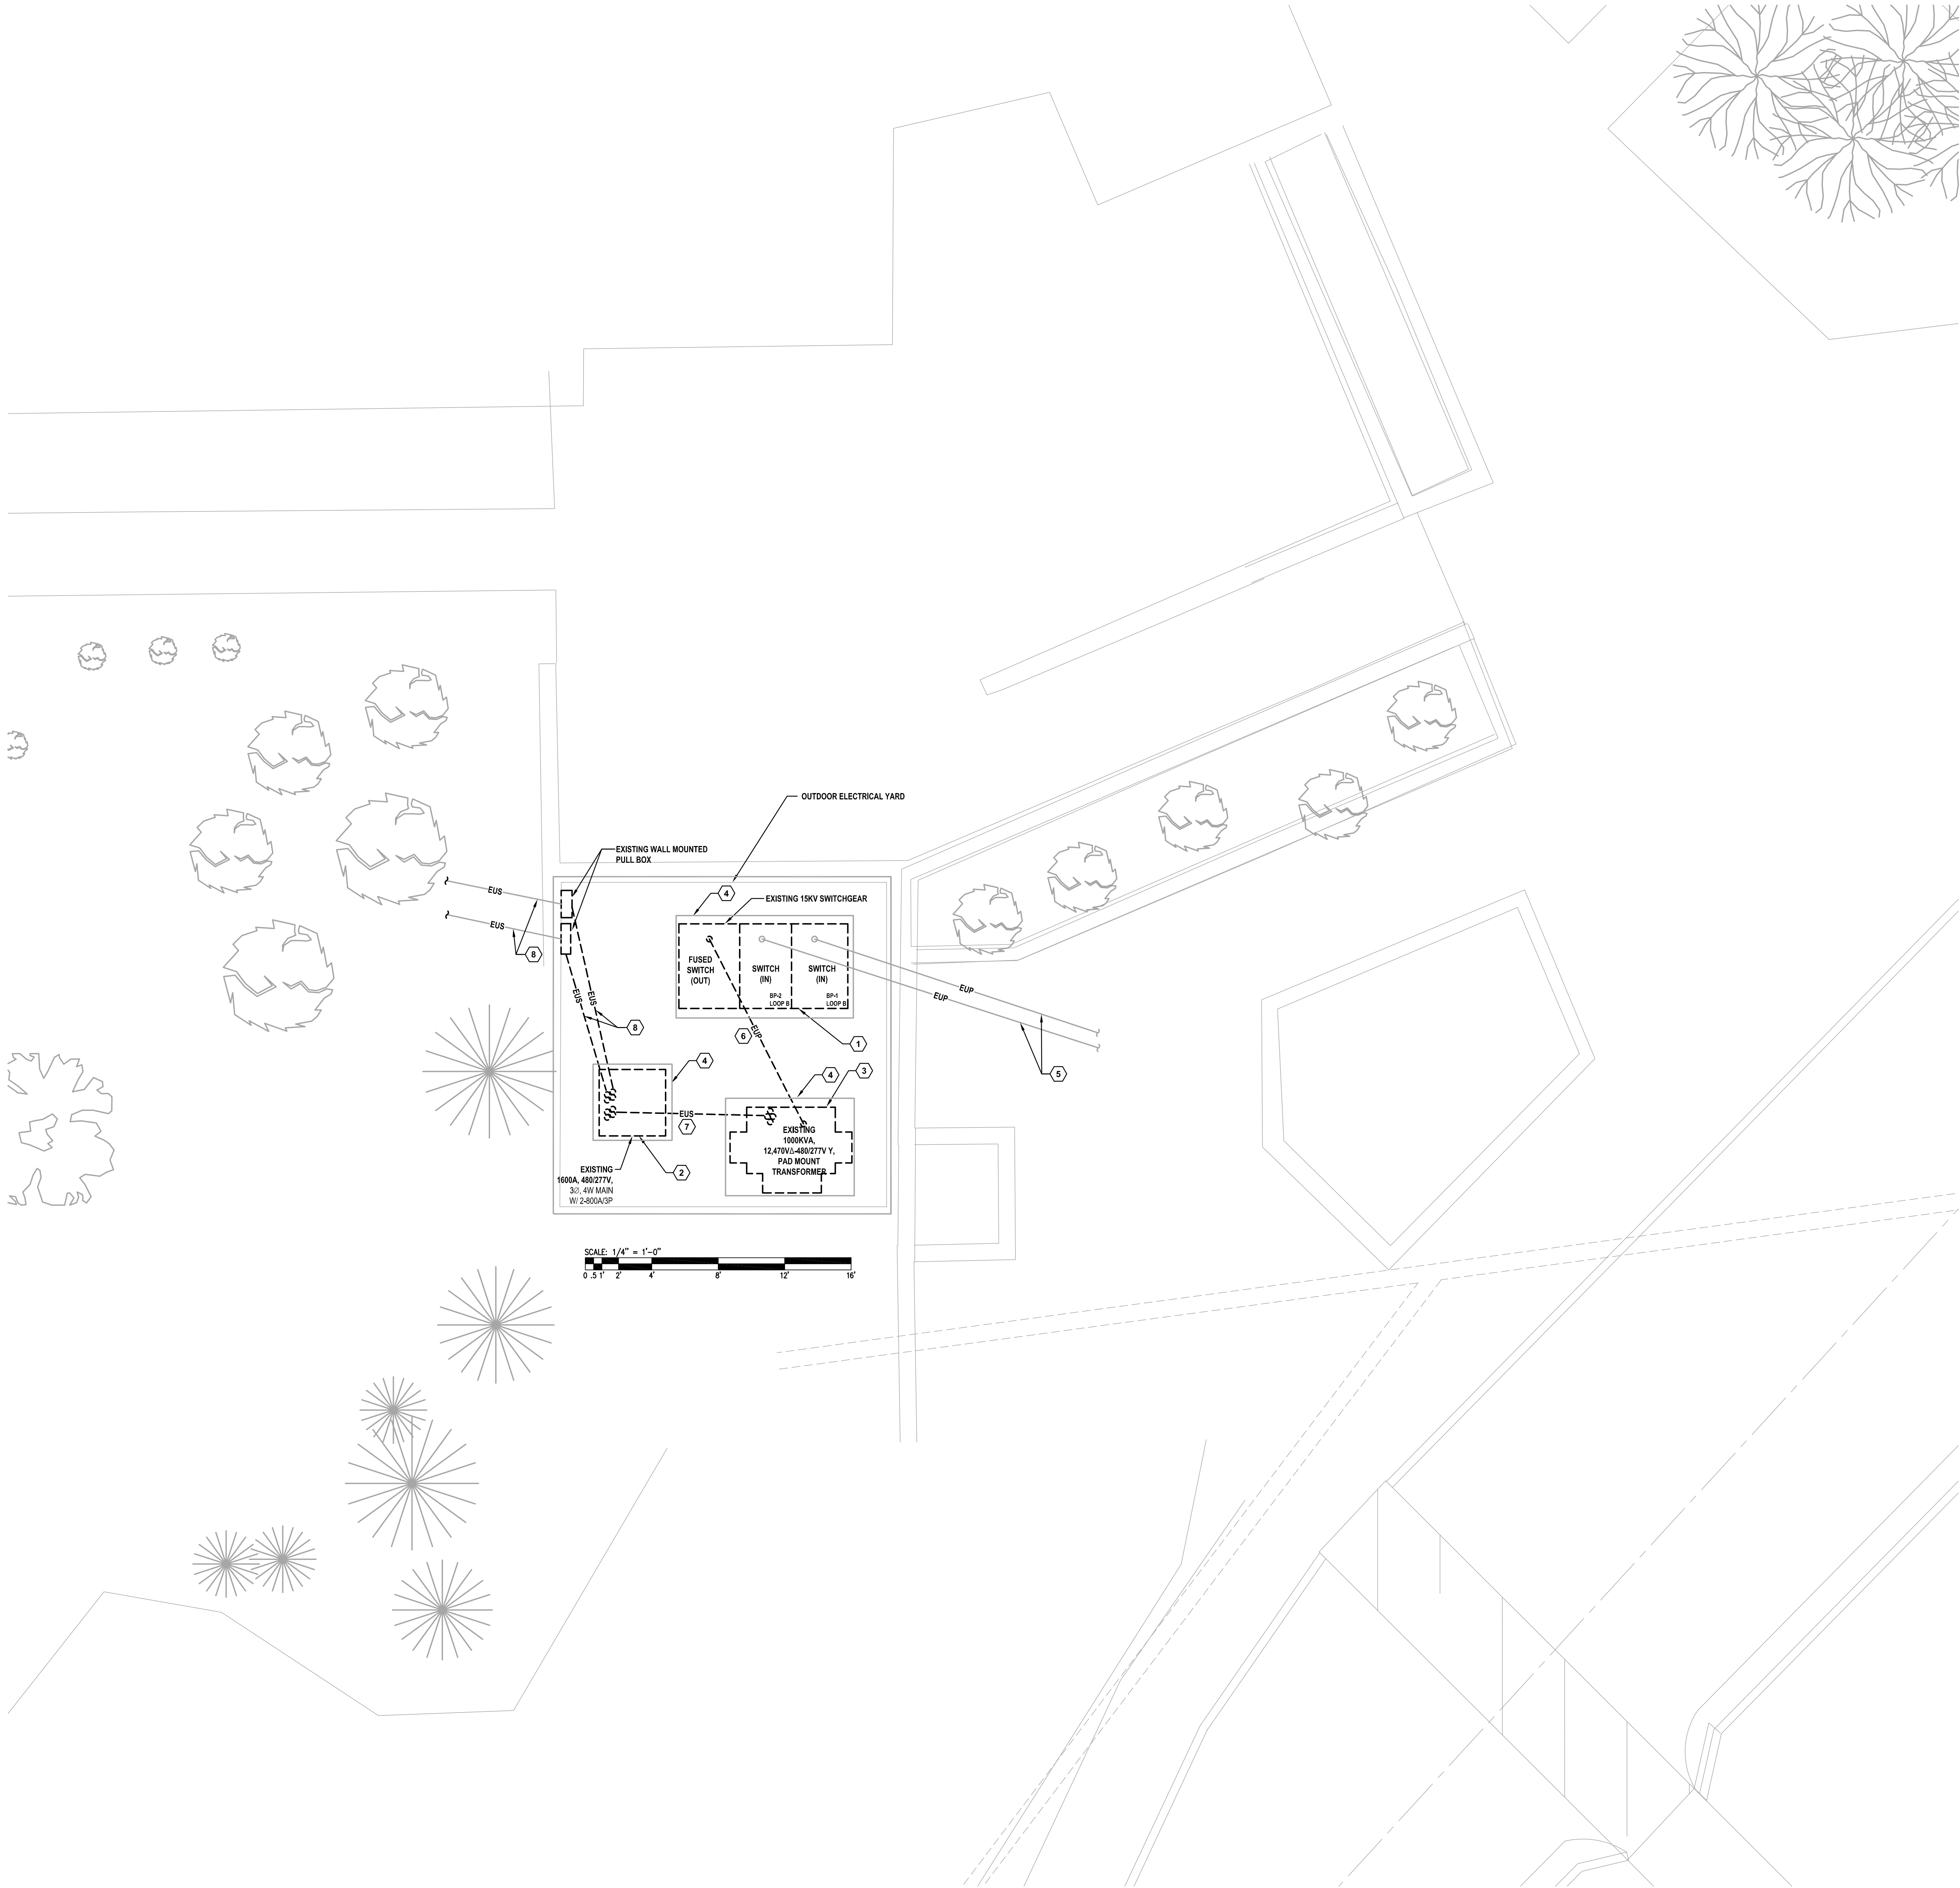 OUTDOOR ELECTRICAL YARD
EXISTING WALL MOUNTED
PULL BOX
EUS
EUS
8
4
EXISTING 15KV SWITCHGEAR
FUSED
SWITCH
(OUT)
SWITCH
(IN)
SWITCH
(IN)
BP-2
LOOP B
BP-1
LOOP B
EUP
EUP
EUS
EUS
8
6
EUP
1
5
4
4
3
EUS
7
EXISTING
1000KVA,
12,470VΔ-480/277V Y,
PAD MOUNT
TRANSFORMER
2
EXISTING
1600A, 480/277V,
3∅, 4W MAIN
W/ 2-800A/3P
SCALE: 1/4" = 1'-0"
0 .5 1' 2' 4' 8' 12' 16'